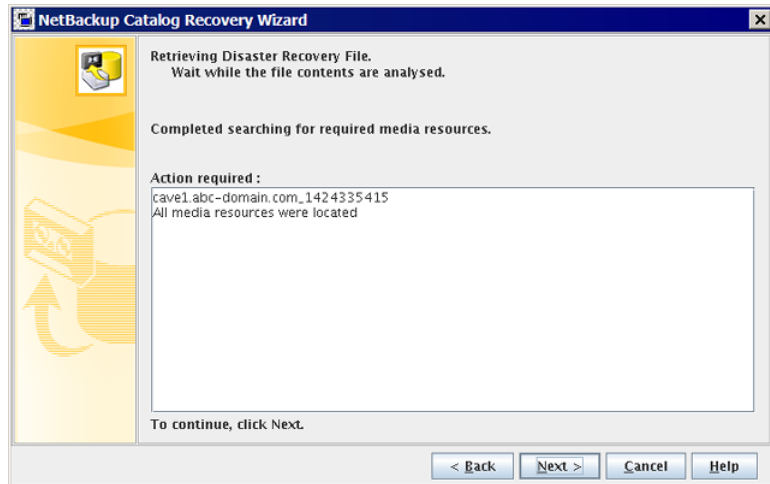 NetBackup Catalog Recovery Wizard
Retrieving Disaster Recovery File.
Wait while the file contents are analysed.
Completed searching for required media resources.
Action required :
cave1.abc-domain.com_1424335415
All media resources were located
To continue, click Next.
< Back Next > Cancel Help